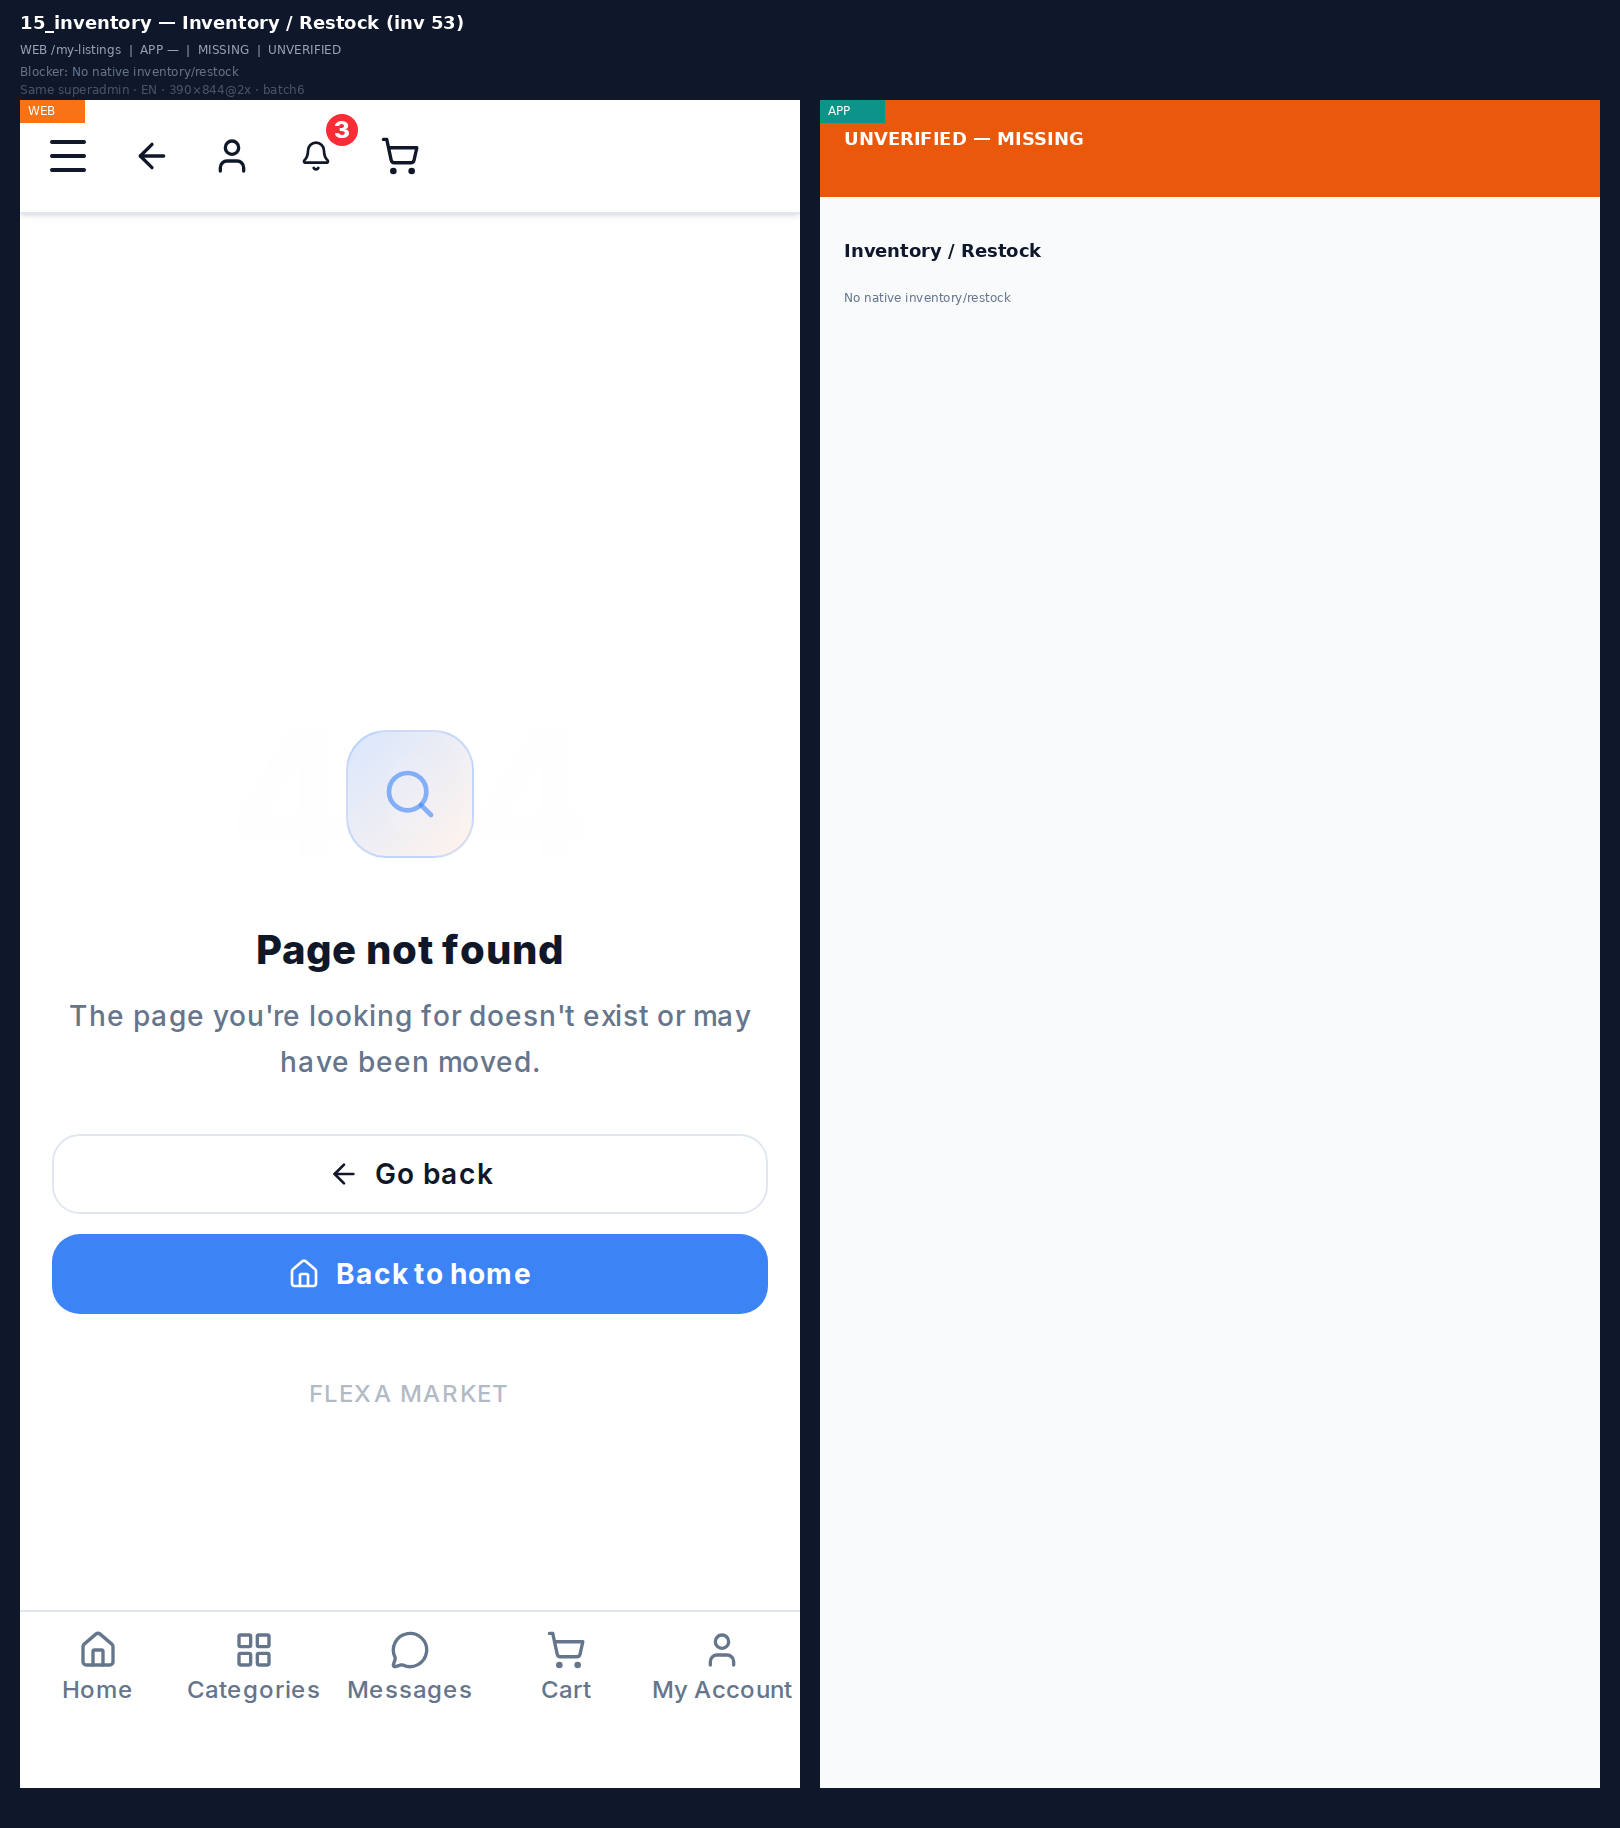 15_inventory — Inventory / Restock (inv 53)
WEB /my-listings | APP — | MISSING | UNVERIFIED
Blocker: No native inventory/restock
Same superadmin · EN · 390×844@2x · batch6
WEB
3
4 4
Page not found
The page you're looking for doesn't exist or may
have been moved.
Go back
Back to home
FLEXA MARKET
Home
Categories
Messages
Cart
My Account
APP
UNVERIFIED — MISSING
Inventory / Restock
No native inventory/restock